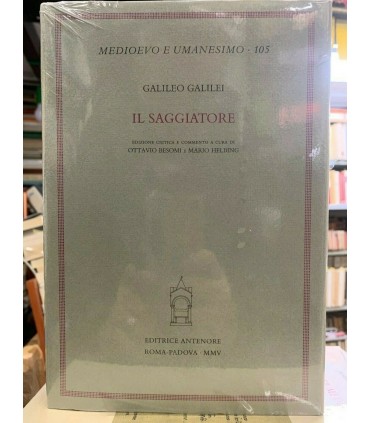 MEDIOEVO E UMANESIMO · 105
GALILEO GALILEI
IL SAGGIATORE
EDIZIONE CRITICA E COMMENTO A CURA DI
OTTAVIO BESOMI e MARIO HELBING
EDITRICE ANTENORE
ROMA-PADOVA · MMV